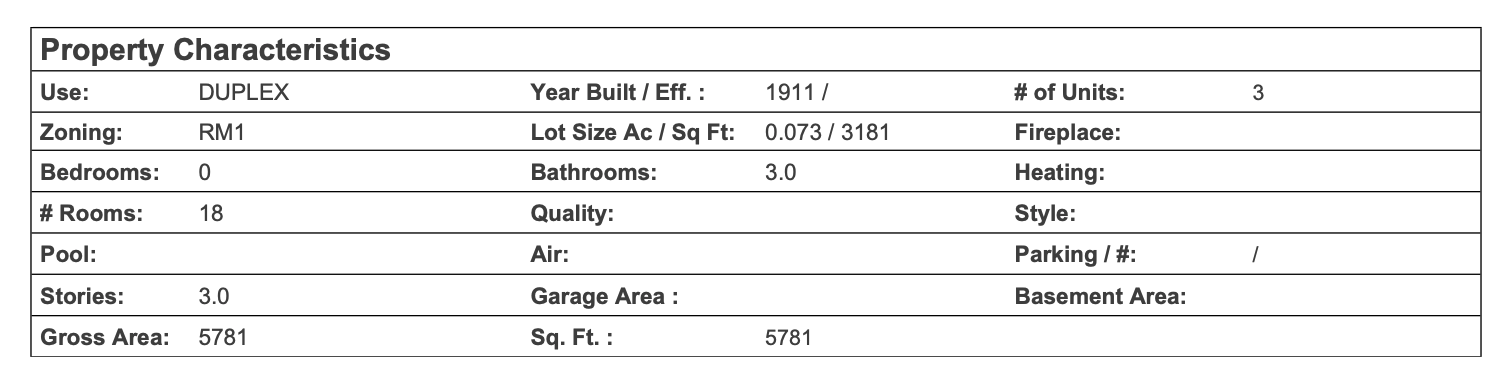 Property Characteristics
Use: DUPLEX Year Built / Eff. : 1911 / # of Units: 3
Zoning: RM1 Lot Size Ac / Sq Ft: 0.073 / 3181 Fireplace:
Bedrooms: 0 Bathrooms: 3.0 Heating:
# Rooms: 18 Quality: Style:
Pool: Air: Parking / #: /
Stories: 3.0 Garage Area : Basement Area:
Gross Area: 5781 Sq. Ft. : 5781